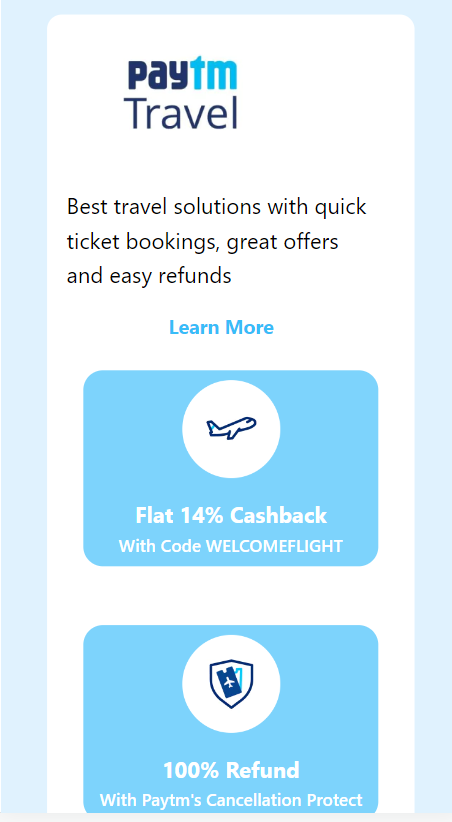 paytm
Travel
Best travel solutions with quick
ticket bookings, great offers
and easy refunds
Learn More
Flat 14% Cashback
With Code WELCOMEFLIGHT
100% Refund
With Paytm's Cancellation Protect